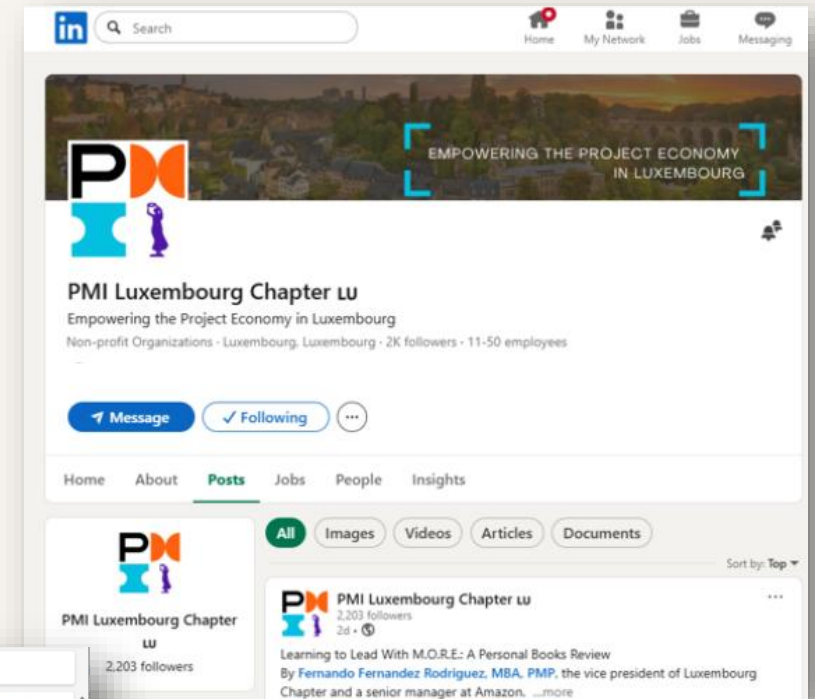 in
Search
Home
My Network
Jobs
Messaging
EMPOWERING THE PROJECT ECONOMY
IN LUXEMBOURG
PMI
PMI Luxembourg Chapter LU
Empowering the Project Economy in Luxembourg
Non-profit Organizations · Luxembourg, Luxembourg · 2K followers · 11-50 employees
Message
Following
Home
About
Posts
Jobs
People
Insights
All
Images
Videos
Articles
Documents
Sort by: Top
PMI
PMI Luxembourg Chapter
LU
2,203 followers
PMI
PMI Luxembourg Chapter LU
2,203 followers
2d
Learning to Lead With M.O.R.E.: A Personal Books Review
By Fernando Fernandez Rodriguez, MBA, PMP, the vice president of Luxembourg
Chapter and a senior manager at Amazon. ...more